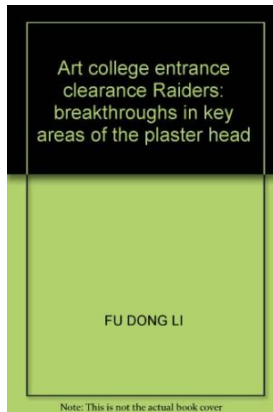 Art college entrance
clearance Raiders:
breakthroughs in key
areas of the plaster head
FU DONG LI
Note: This is not the actual book cover